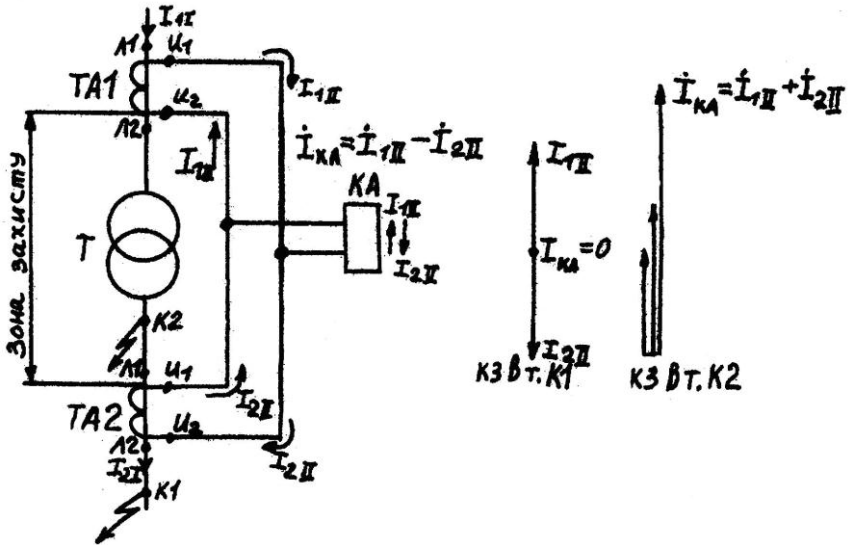 I1I
Л1
И1
ТА1
И2
Л2
I1II
I1II
İКА=İ1II−İ2II
КА
I1II
I2II
Зона захисту
Т
К2
Л1
И1
I2II
ТА2
И2
Л2
I2II
I2I
К1
I1II
IКА=0
I2II
КЗ в т.К1
İКА=İ1II+İ2II
КЗ в т.К2